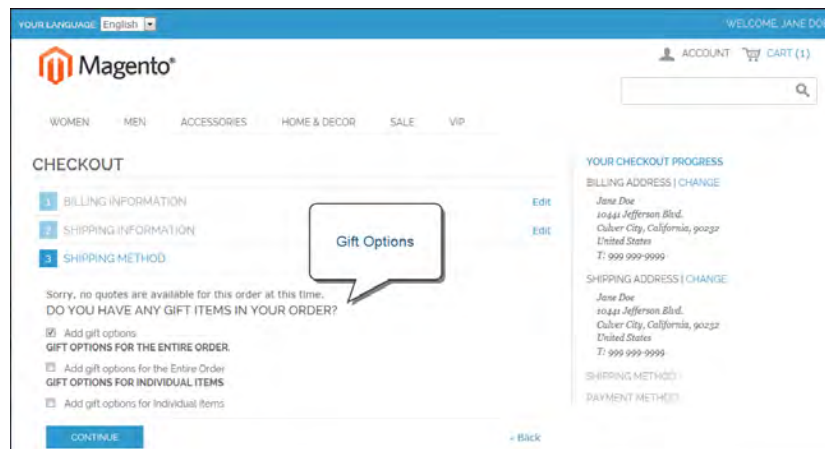 YOUR LANGUAGE: English
WELCOME, JANE DOE
Magento®
ACCOUNT CART (1)
WOMEN MEN ACCESSORIES HOME & DECOR SALE VIP
CHECKOUT
1 BILLING INFORMATION Edit
2 SHIPPING INFORMATION Edit
3 SHIPPING METHOD
Gift Options
Sorry, no quotes are available for this order at this time.
DO YOU HAVE ANY GIFT ITEMS IN YOUR ORDER?
Add gift options
GIFT OPTIONS FOR THE ENTIRE ORDER.
Add gift options for the Entire Order
GIFT OPTIONS FOR INDIVIDUAL ITEMS
Add gift options for Individual Items
CONTINUE
« Back
YOUR CHECKOUT PROGRESS
BILLING ADDRESS | CHANGE
Jane Doe
10441 Jefferson Blvd.
Culver City, California, 90232
United States
T: 999 999-9999
SHIPPING ADDRESS | CHANGE
Jane Doe
10441 Jefferson Blvd.
Culver City, California, 90232
United States
T: 999 999-9999
SHIPPING METHOD
PAYMENT METHOD